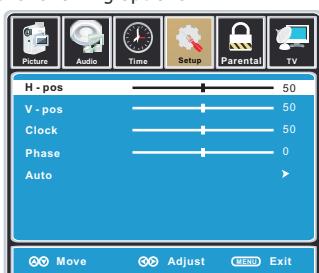 Picture Audio Time Setup Parental TV
H - pos 50
V - pos 50
Clock 50
Phase 0
Auto
Move Adjust MENU Exit